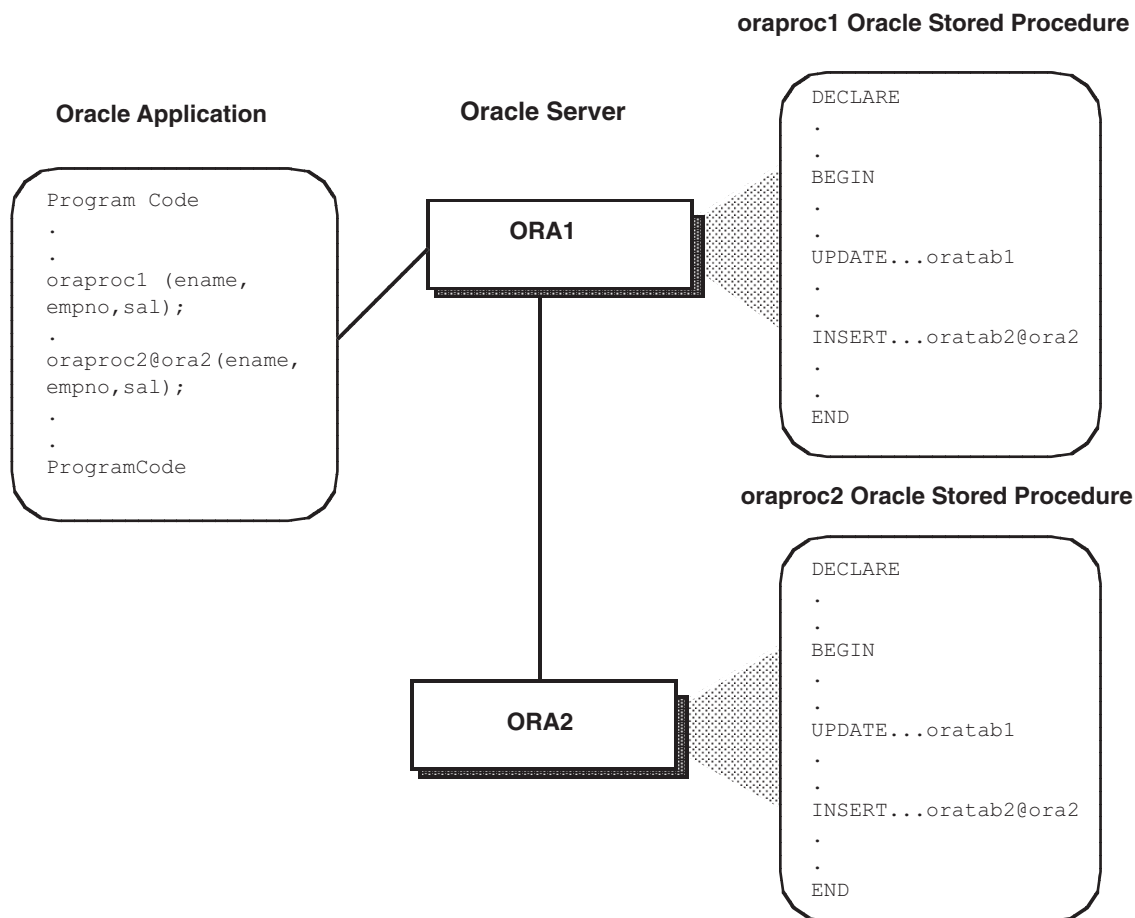 oraproc1 Oracle Stored Procedure
Oracle Application
Oracle Server
Program Code
.
.
oraproc1 (ename,
empno,sal);
.
oraproc2@ora2(ename,
empno,sal);
.
.
ProgramCode
ORA1
DECLARE
.
.
BEGIN
.
.
UPDATE...oratab1
.
.
INSERT...oratab2@ora2
.
.
END
oraproc2 Oracle Stored Procedure
ORA2
DECLARE
.
.
BEGIN
.
.
UPDATE...oratab1
.
.
INSERT...oratab2@ora2
.
.
END